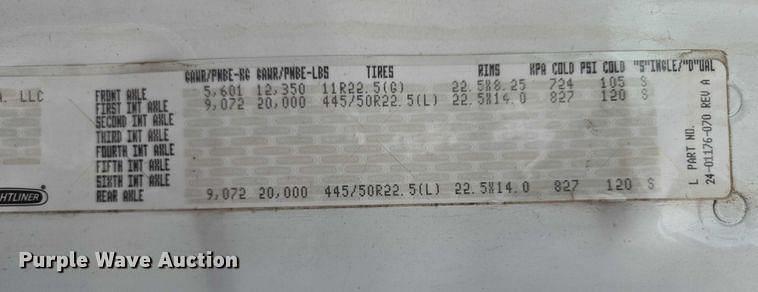 GAWR/PNBE-KG GAWR/PNBE-LBS TIRES RIMS KPA COLD PSI COLD "S"INGLE/"D"UAL
FRONT AXLE 5,601 12,350 11R22.5(G) 22.5X8.25 724 105 S
FIRST INT AXLE 9,072 20,000 445/50R22.5(L) 22.5X14.0 827 120 S
SECOND INT AXLE
THIRD INT AXLE
FOURTH INT AXLE
FIFTH INT AXLE
SIXTH INT AXLE
REAR AXLE 9,072 20,000 445/50R22.5(L) 22.5X14.0 827 120 S
LLC
HTLINER
L PART NO.
24-01176-070 REV A
Purple Wave Auction